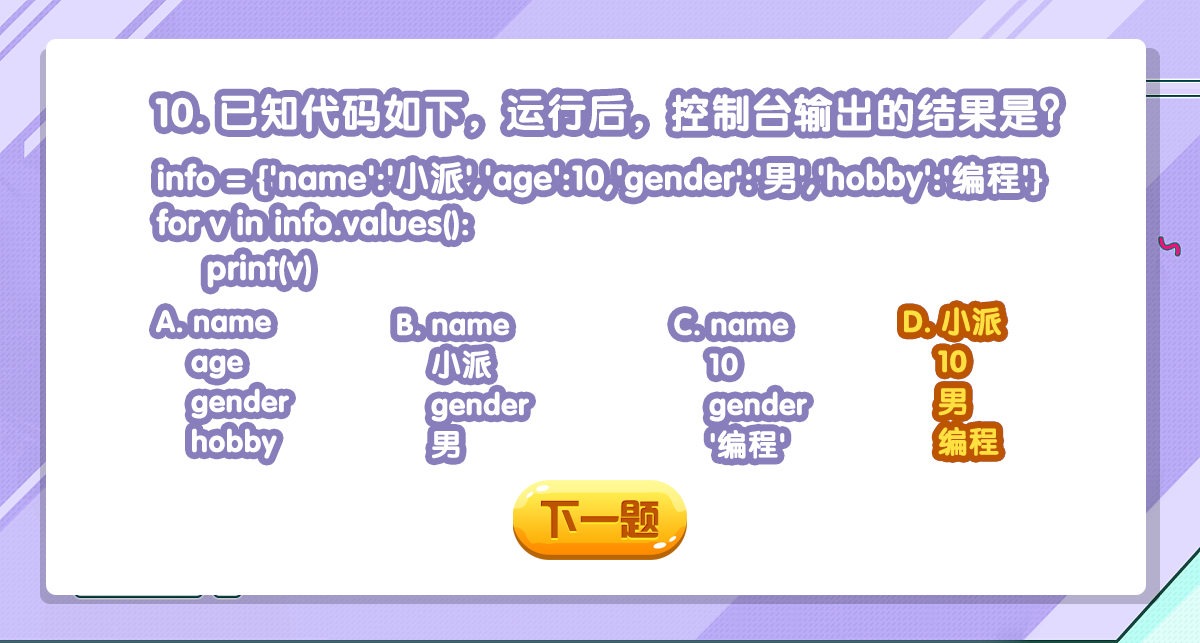 10. 已知代码如下，运行后，控制台输出的结果是？
info = {'name':'小派','age':10,'gender':'男','hobby':'编程'}
for v in info.values():
print(v)
A. name
age
gender
hobby
B. name
小派
gender
男
C. name
10
gender
'编程'
D. 小派
10
男
编程
下一题